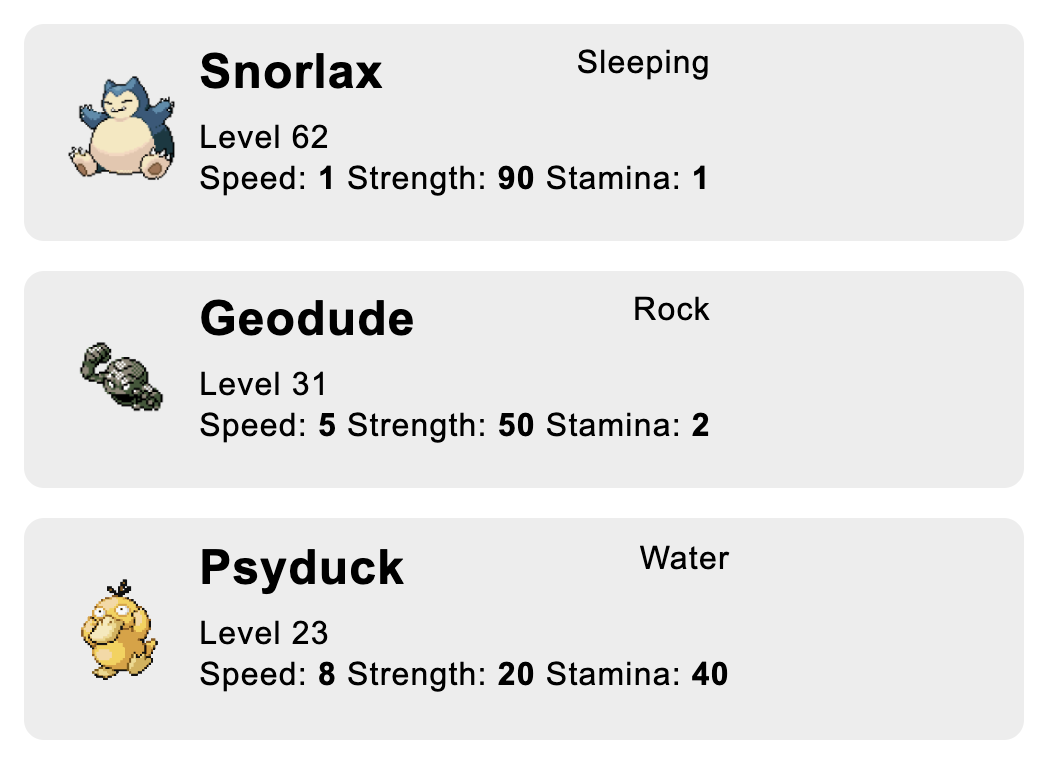 Snorlax Sleeping
Level 62
Speed: 1 Strength: 90 Stamina: 1
Geodude Rock
Level 31
Speed: 5 Strength: 50 Stamina: 2
Psyduck Water
Level 23
Speed: 8 Strength: 20 Stamina: 40